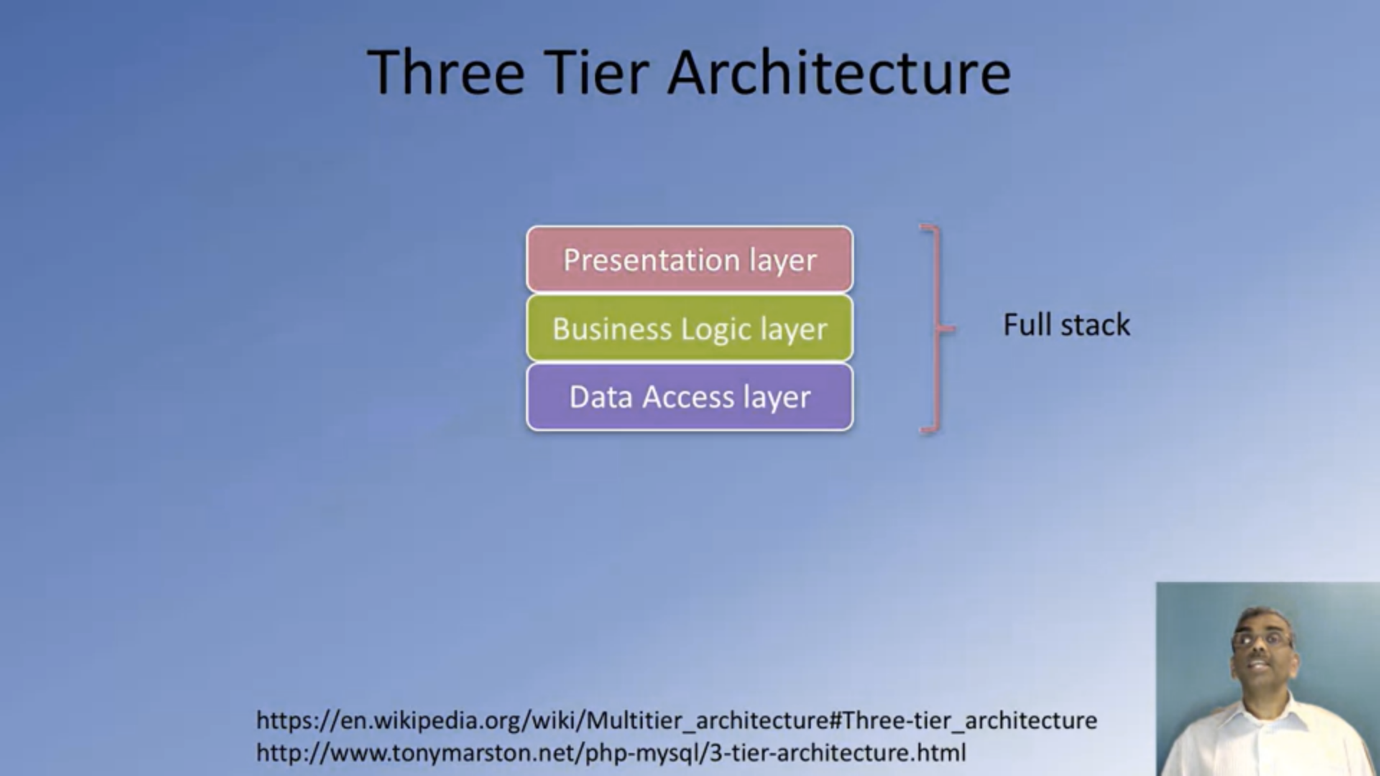 Three Tier Architecture
Presentation layer
Business Logic layer
Data Access layer
Full stack
https://en.wikipedia.org/wiki/Multitier_architecture#Three-tier_architecture
http://www.tonymarston.net/php-mysql/3-tier-architecture.html